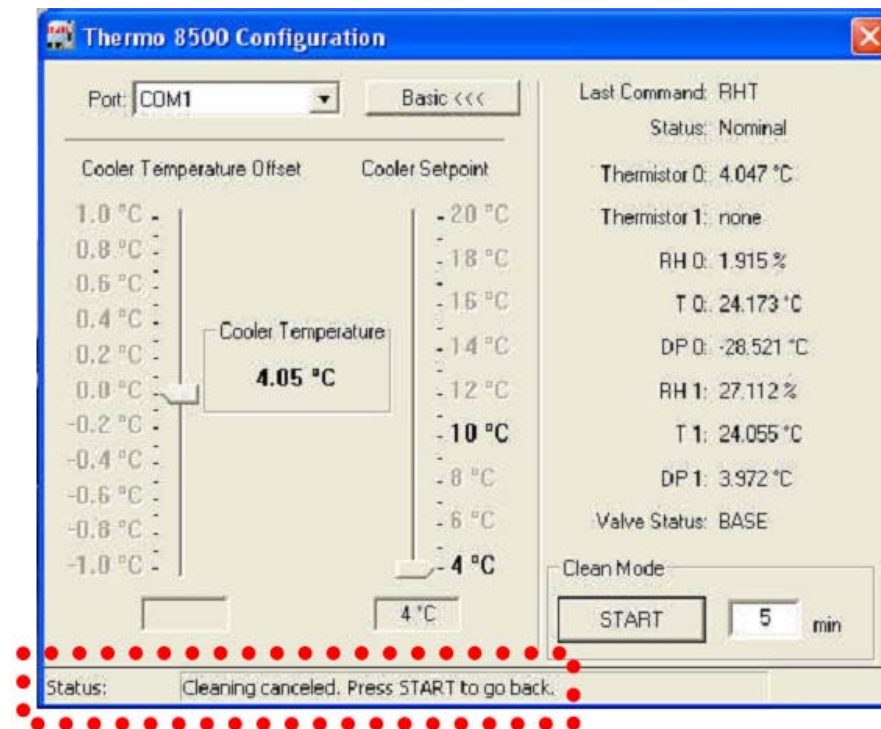 Thermo 8500 Configuration
Port: COM1
Basic <<<
Cooler Temperature Offset
Cooler Setpoint
1.0 °C
0.8 °C
0.6 °C
0.4 °C
0.2 °C
0.0 °C
-0.2 °C
-0.4 °C
-0.6 °C
-0.8 °C
-1.0 °C
Cooler Temperature
4.05 °C
20 °C
18 °C
16 °C
14 °C
12 °C
10 °C
8 °C
6 °C
4 °C
4 °C
Last Command: RHT
Status: Nominal
Thermistor 0: 4.047 °C
Thermistor 1: none
RH 0: 1.915 %
T 0: 24.173 °C
DP 0: -28.521 °C
RH 1: 27.112 %
T 1: 24.055 °C
DP 1: 3.972 °C
Valve Status: BASE
Clean Mode
START 5 min
Status: Cleaning canceled. Press START to go back.